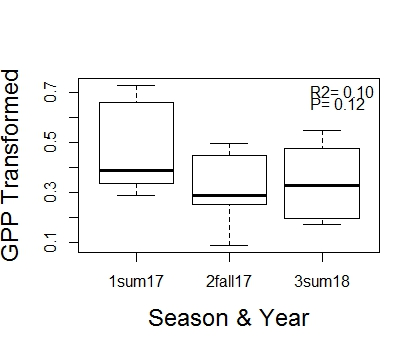 GPP Transformed
0.7
0.5
0.3
0.1
R2= 0.10
P= 0.12
1sum17 2fall17 3sum18
Season & Year